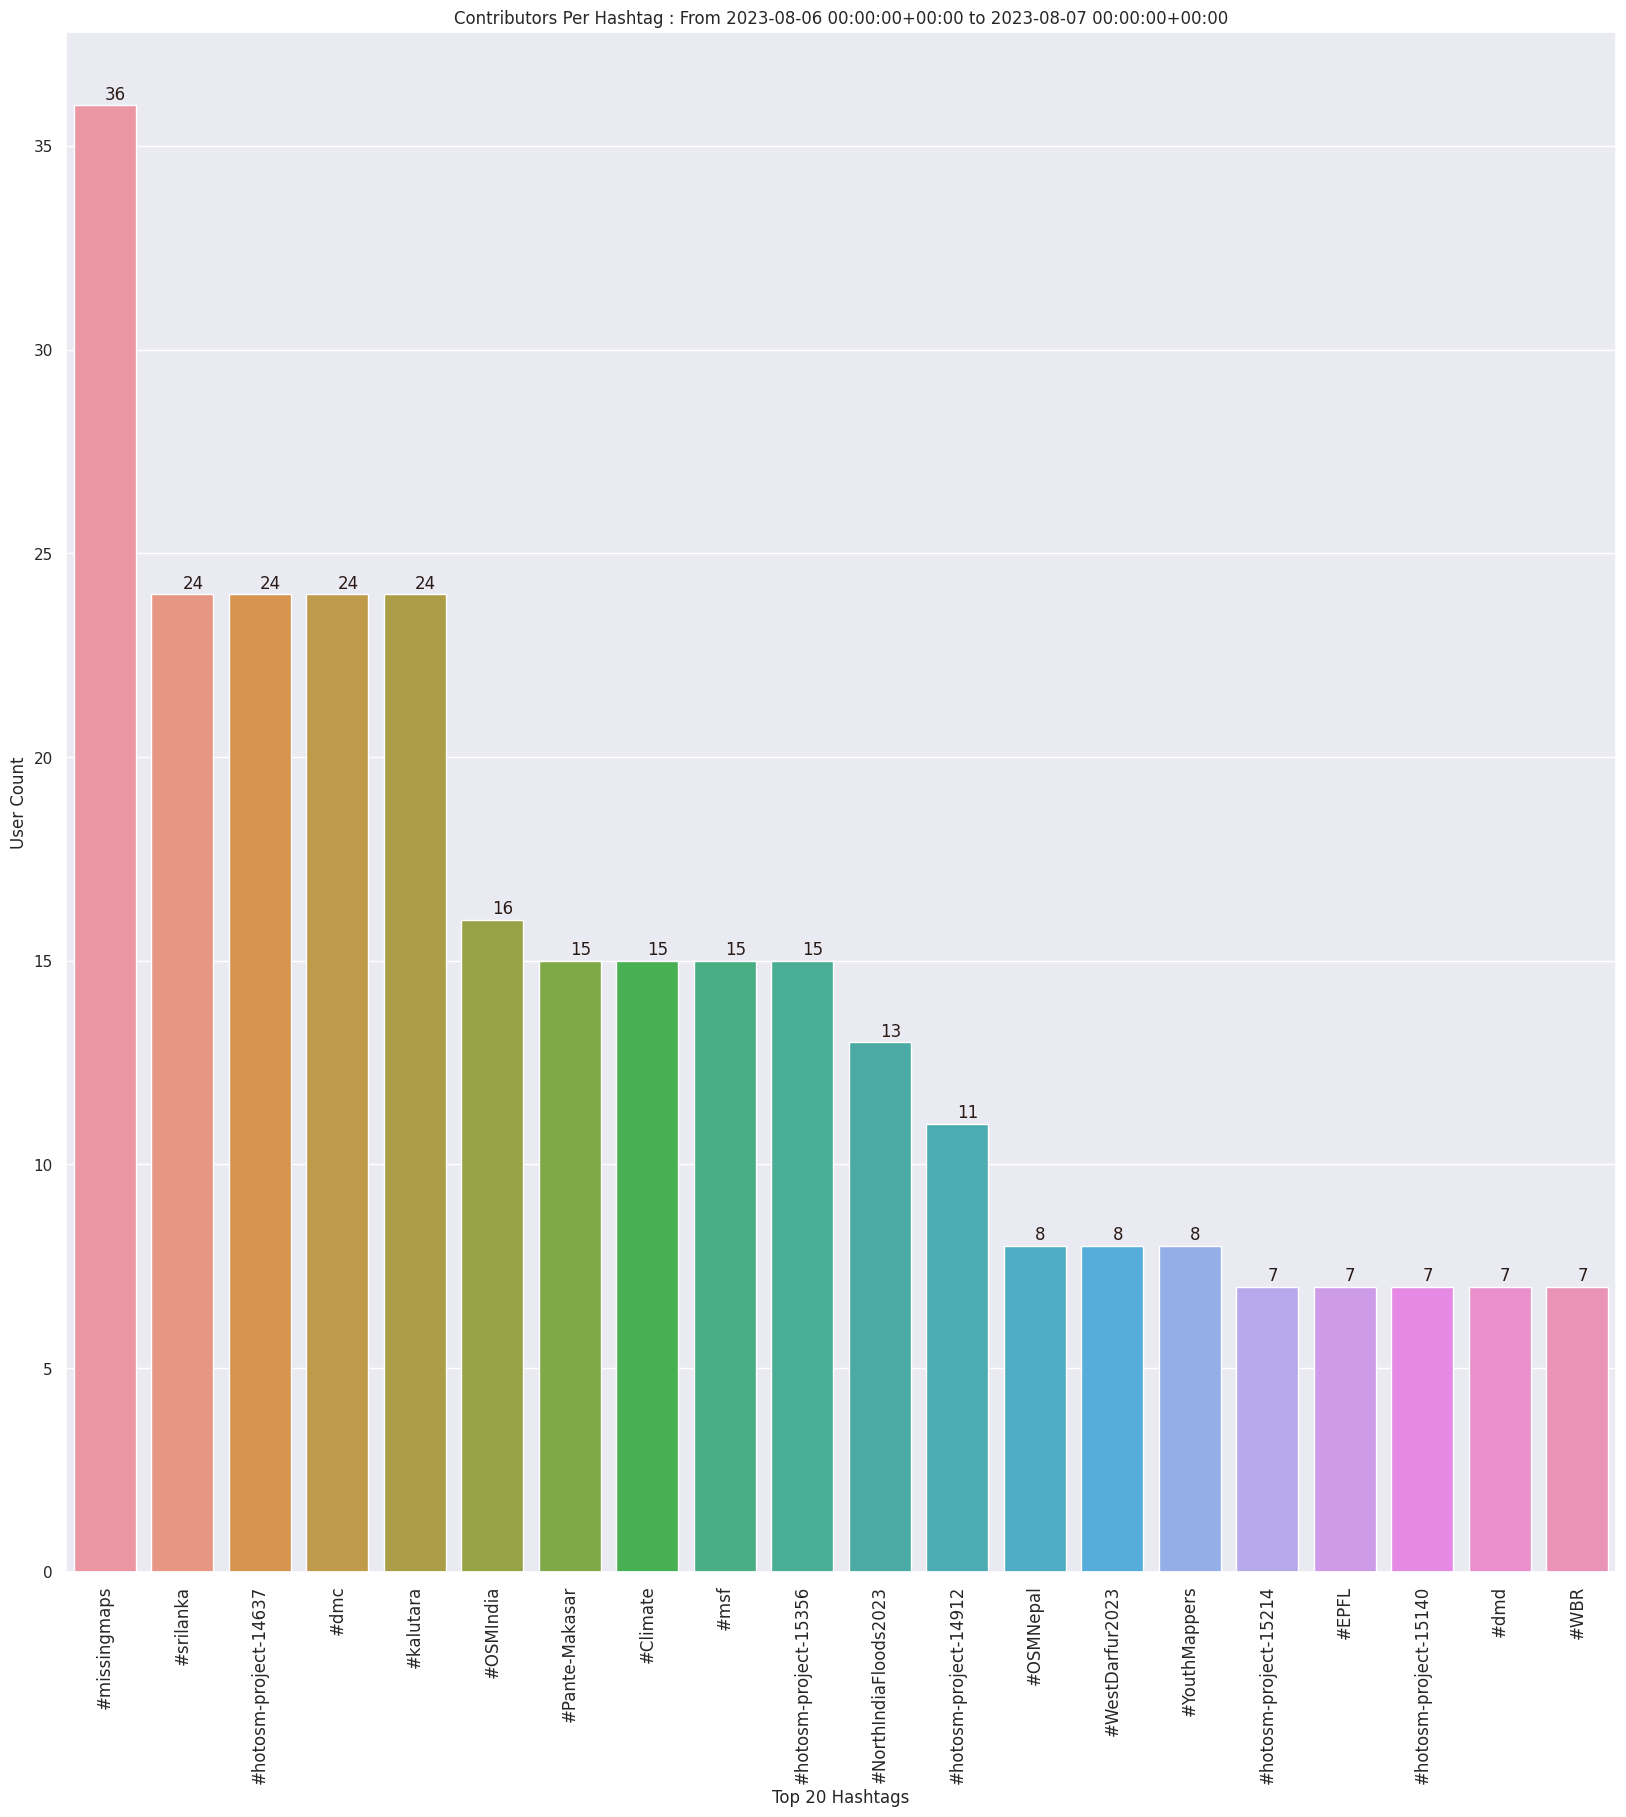 Contributors Per Hashtag : From 2023-08-06 00:00:00+00:00 to 2023-08-07 00:00:00+00:00
36
35
30
25
24
24
24
24
20
User Count
16
15
15
15
15
15
13
11
10
8
8
8
7
7
7
7
7
5
0
#missingmaps
#srilanka
#hotosm-project-14637
#dmc
#kalutara
#OSMIndia
#Pante-Makasar
#Climate
#msf
#hotosm-project-15356
#NorthIndiaFloods2023
#hotosm-project-14912
#OSMNepal
#WestDarfur2023
#YouthMappers
#hotosm-project-15214
#EPFL
#hotosm-project-15140
#dmd
#WBR
Top 20 Hashtags